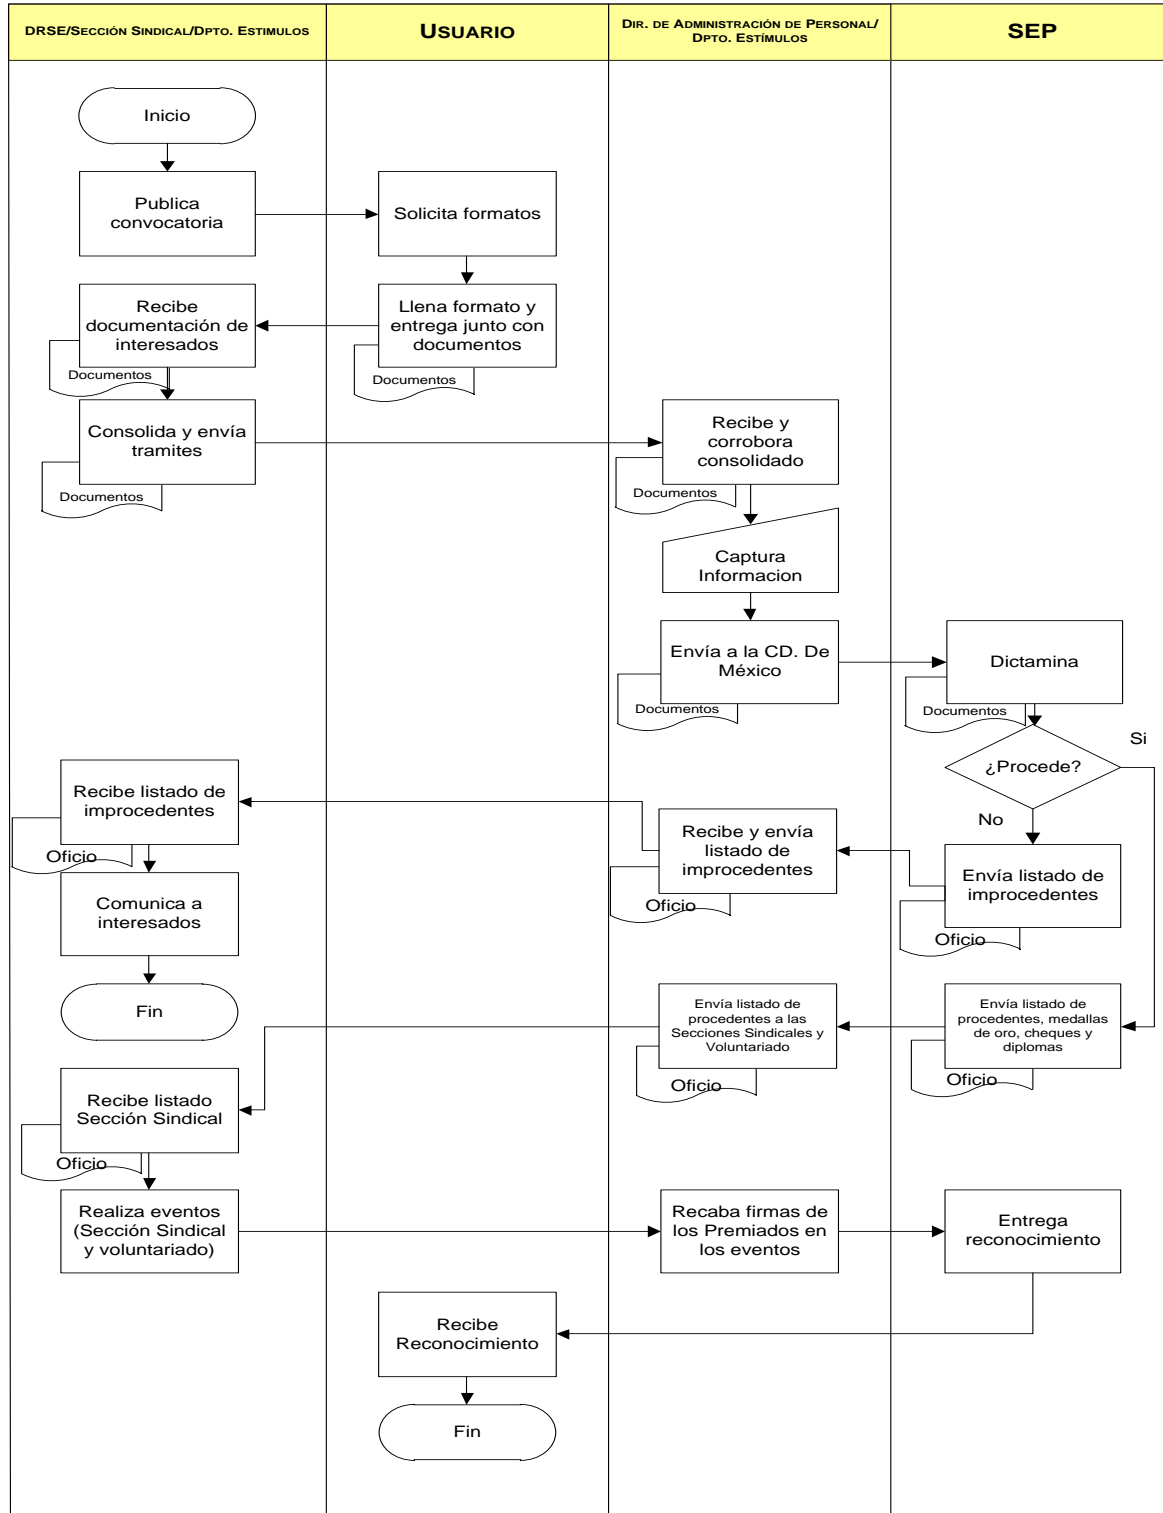 DRSE/SECCIÓN SINDICAL/DPTO. ESTIMULOS
USUARIO
DIR. DE ADMINISTRACIÓN DE PERSONAL/
DPTO. ESTÍMULOS
SEP
Inicio
Publica
convocatoria
Solicita formatos
Recibe
documentación de
interesados
Documentos
Llena formato y
entrega junto con
documentos
Documentos
Consolida y envía
tramites
Documentos
Recibe y
corrobora
consolidado
Documentos
Captura
Informacion
Envía a la CD. De
México
Documentos
Dictamina
Documentos
¿Procede?
Si
No
Envía listado de
improcedentes
Oficio
Recibe y envía
listado de
improcedentes
Oficio
Recibe listado de
improcedentes
Oficio
Comunica a
interesados
Fin
Envía listado de
procedentes, medallas
de oro, cheques y
diplomas
Oficio
Envía listado de
procedentes a las
Secciones Sindicales y
Voluntariado
Oficio
Recibe listado
Sección Sindical
Oficio
Realiza eventos
(Sección Sindical
y voluntariado)
Recaba firmas de
los Premiados en
los eventos
Entrega
reconocimiento
Recibe
Reconocimiento
Fin